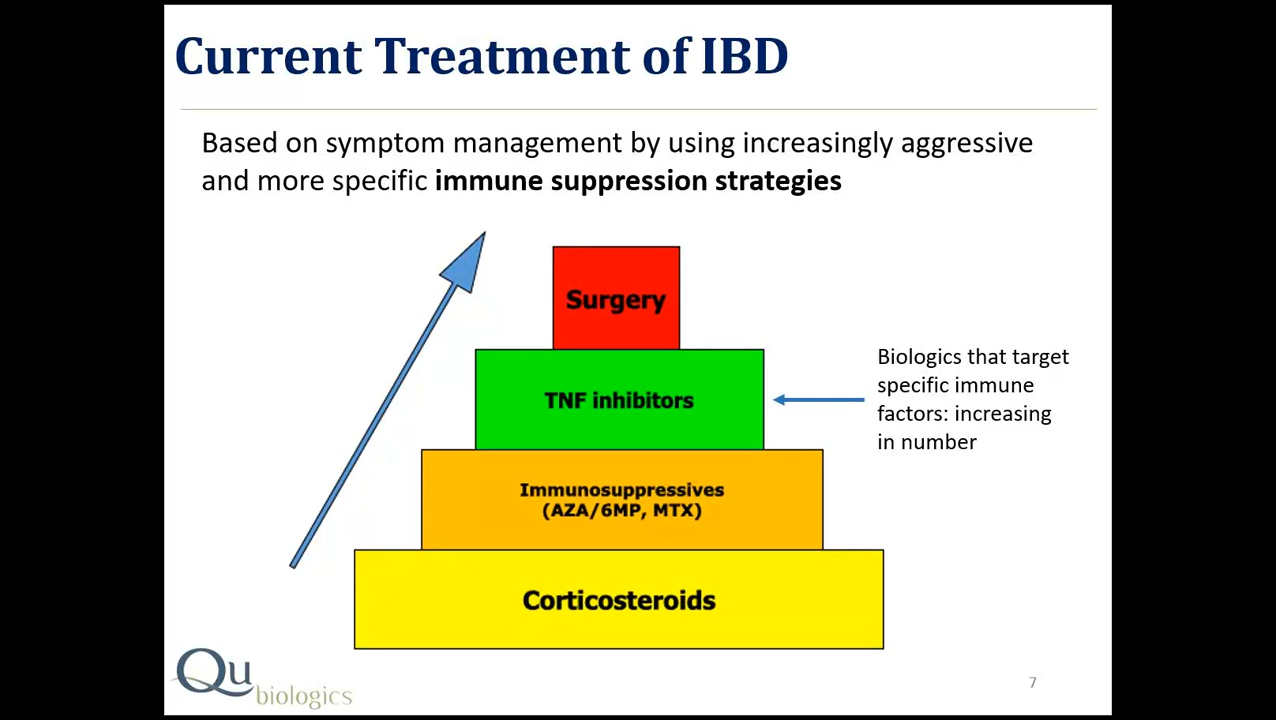 Current Treatment of IBD
Based on symptom management by using increasingly aggressive
and more specific immune suppression strategies
Surgery
TNF inhibitors
Biologics that target
specific immune
factors: increasing
in number
Immunosuppressives
(AZA/6MP, MTX)
Corticosteroids
Qu
biologics
7